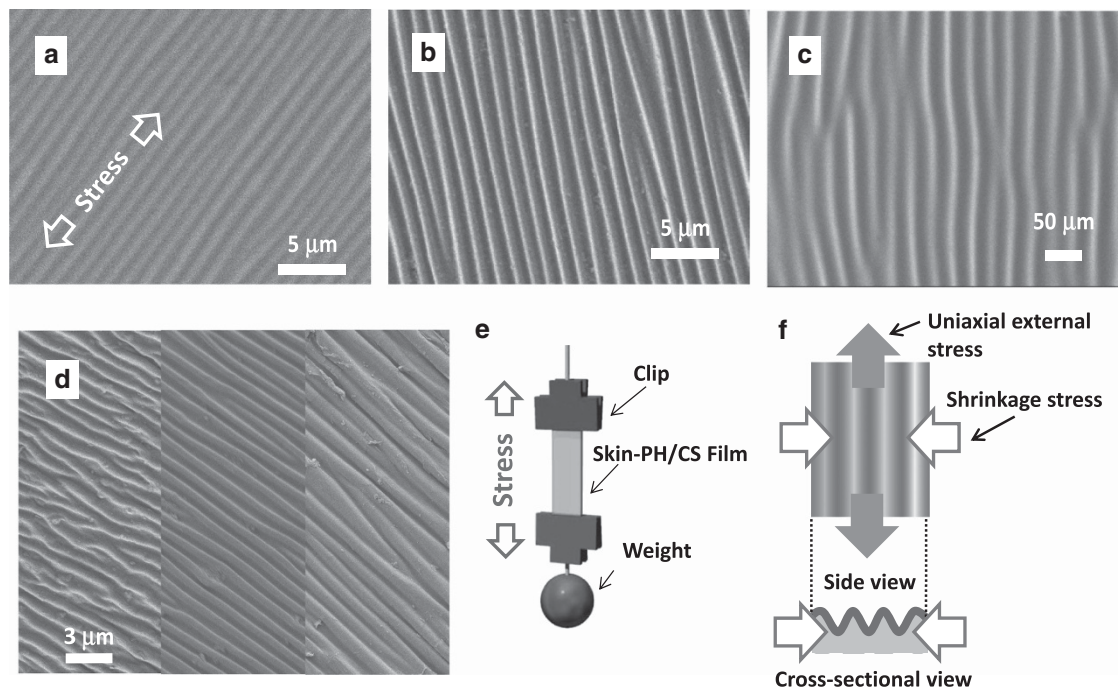 a
Stress
5 μm
b
5 μm
c
50 μm
d
3 μm
e
Stress
Clip
Skin-PH/CS Film
Weight
f
Uniaxial external
stress
Shrinkage stress
Side view
Cross-sectional view